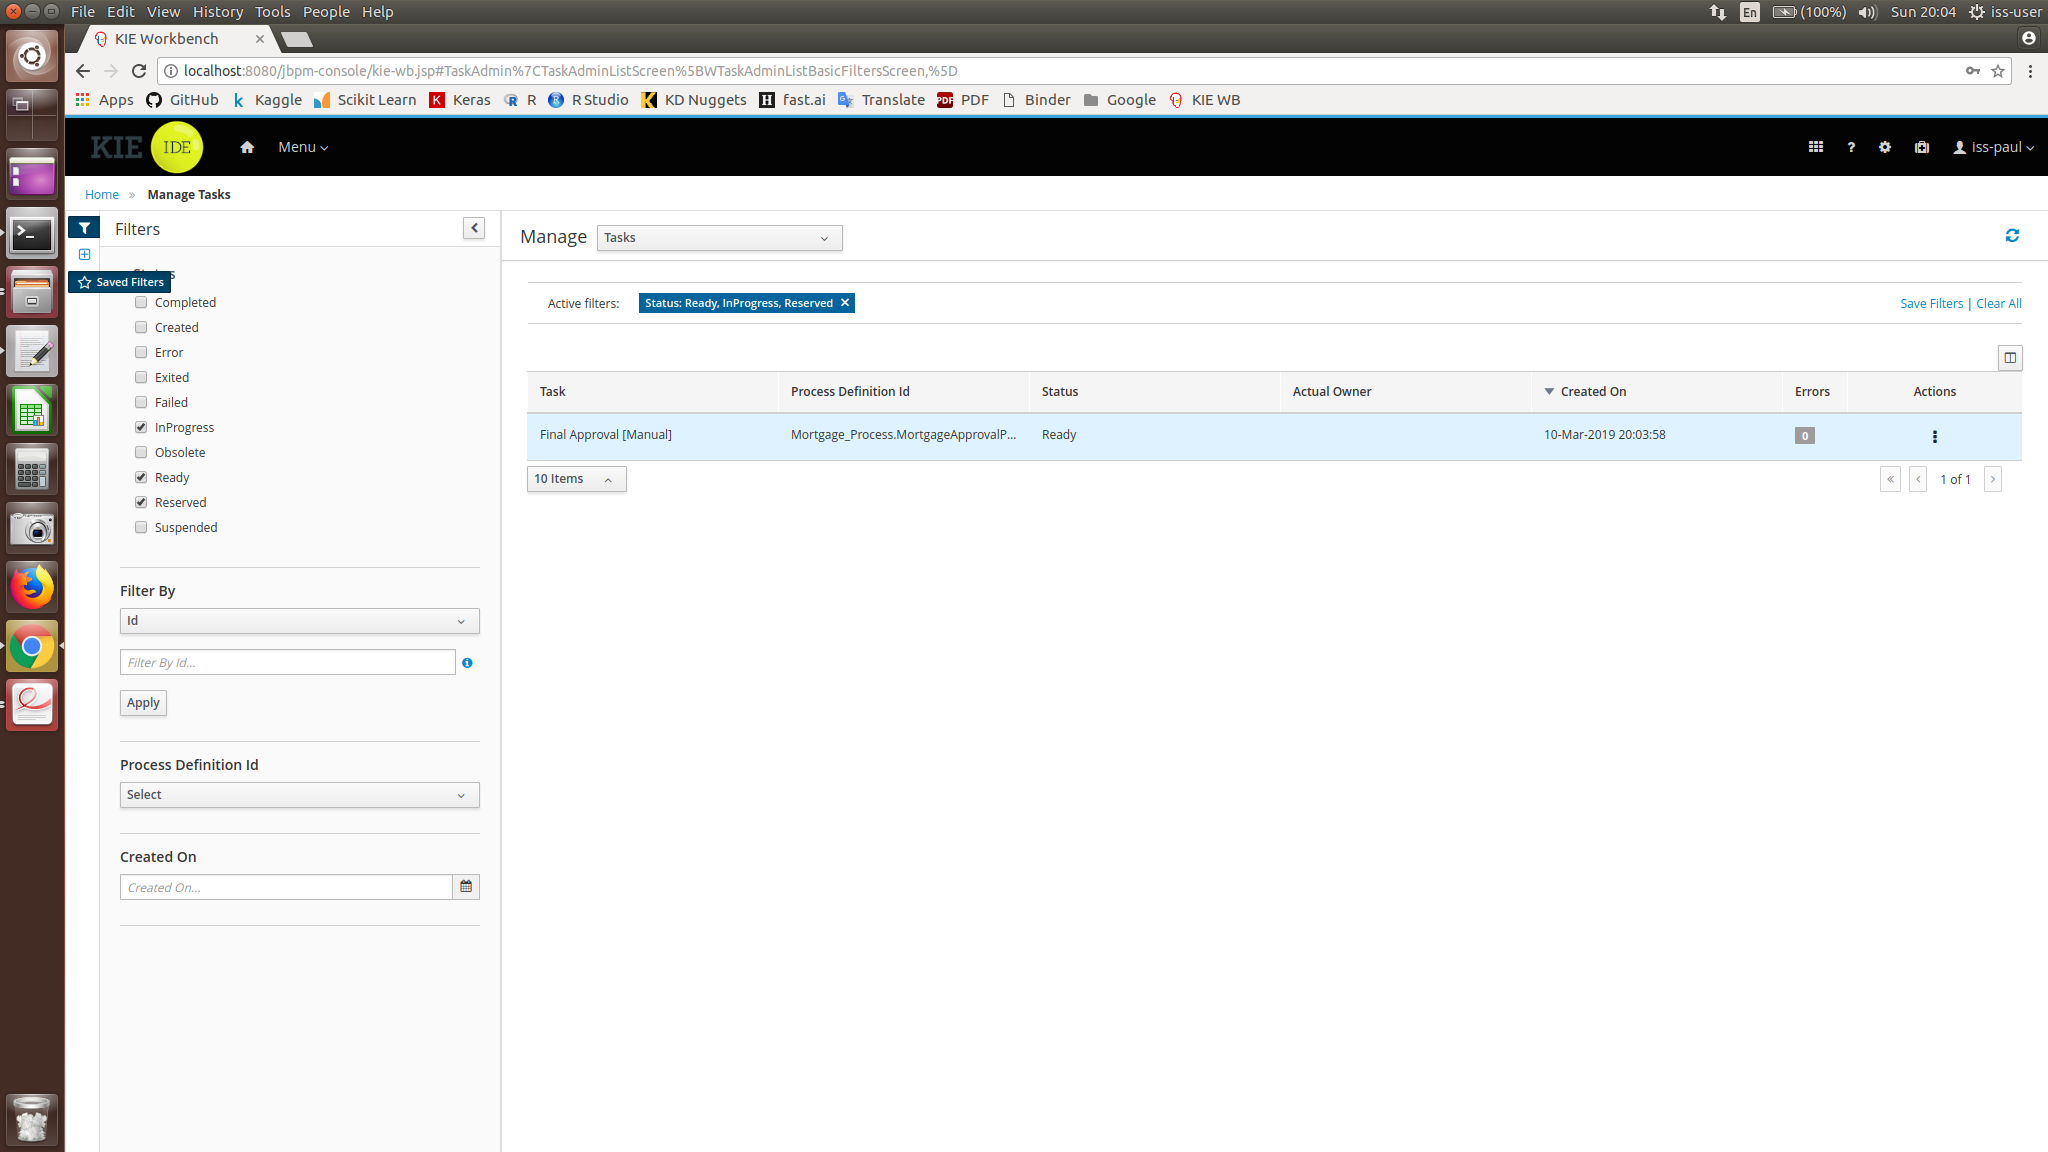 File Edit View History Tools People Help
En (100%) Sun 20:04 iss-user
KIE Workbench
localhost:8080/jbpm-console/kie-wb.jsp#TaskAdmin%7CTaskAdminListScreen%5BWTaskAdminListBasicFiltersScreen,%5D
Apps GitHub Kaggle Scikit Learn Keras R R Studio KD Nuggets fast.ai Translate PDF Binder Google KIE WB
KIE IDE Menu iss-paul
Home » Manage Tasks
Filters
Saved Filters
Completed
Created
Error
Exited
Failed
InProgress
Obsolete
Ready
Reserved
Suspended
Filter By
Id
Filter By Id...
Apply
Process Definition Id
Select
Created On
Created On...
Manage Tasks
Active filters: Status: Ready, InProgress, Reserved Save Filters | Clear All
Task Process Definition Id Status Actual Owner Created On Errors Actions
Final Approval [Manual] Mortgage_Process.MortgageApprovalP... Ready 10-Mar-2019 20:03:58 0
10 Items 1 of 1